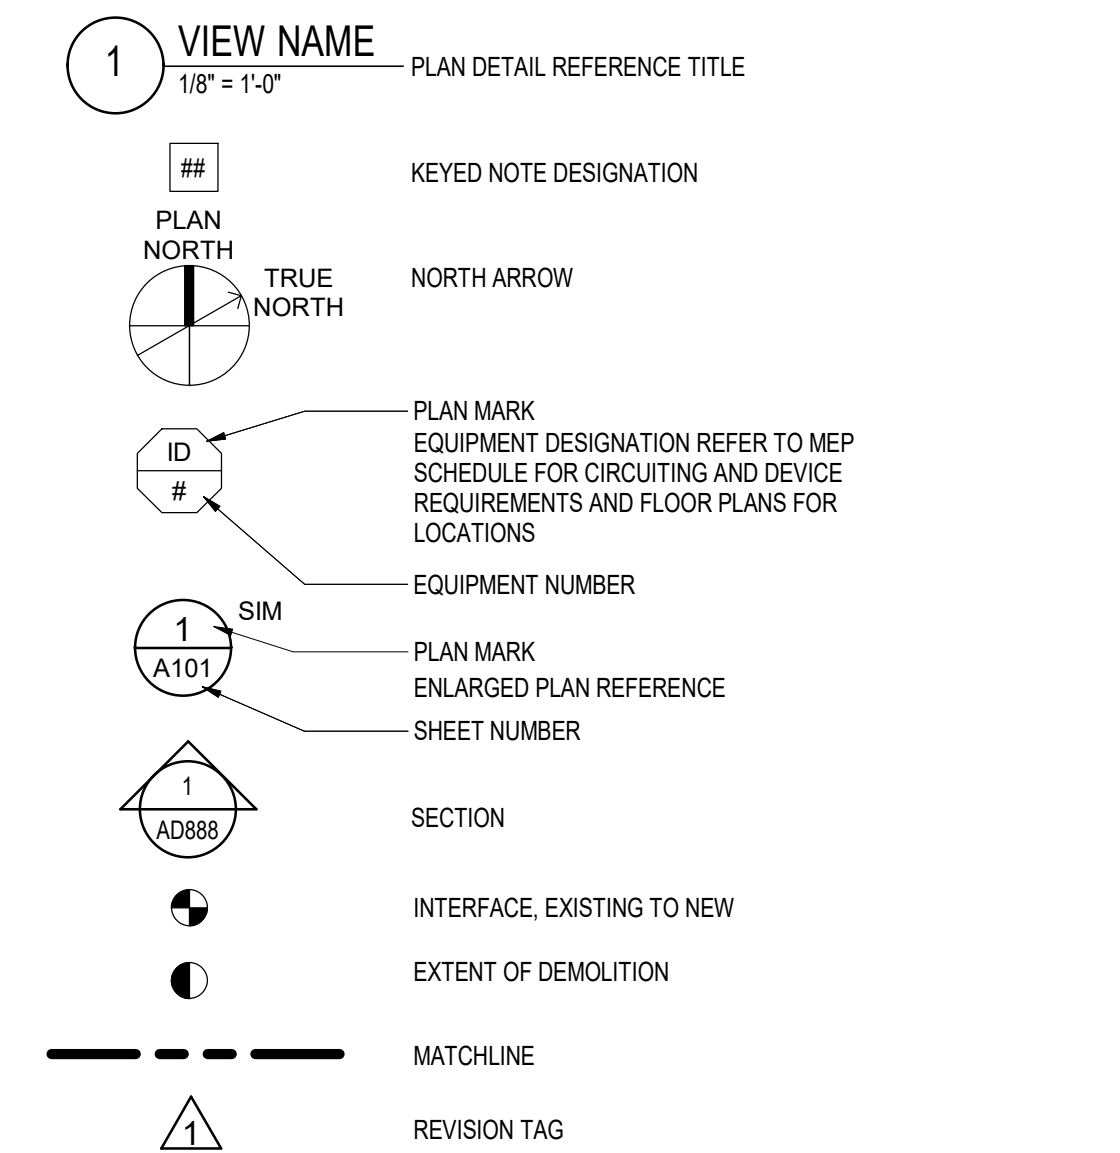 1
VIEW NAME
1/8" = 1'-0"
PLAN DETAIL REFERENCE TITLE
##
KEYED NOTE DESIGNATION
PLAN
NORTH
TRUE
NORTH
NORTH ARROW
ID
#
PLAN MARK
EQUIPMENT DESIGNATION REFER TO MEP
SCHEDULE FOR CIRCUITING AND DEVICE
REQUIREMENTS AND FLOOR PLANS FOR
LOCATIONS
EQUIPMENT NUMBER
1
A101
SIM
PLAN MARK
ENLARGED PLAN REFERENCE
SHEET NUMBER
1
AD888
SECTION
INTERFACE, EXISTING TO NEW
EXTENT OF DEMOLITION
MATCHLINE
1
REVISION TAG